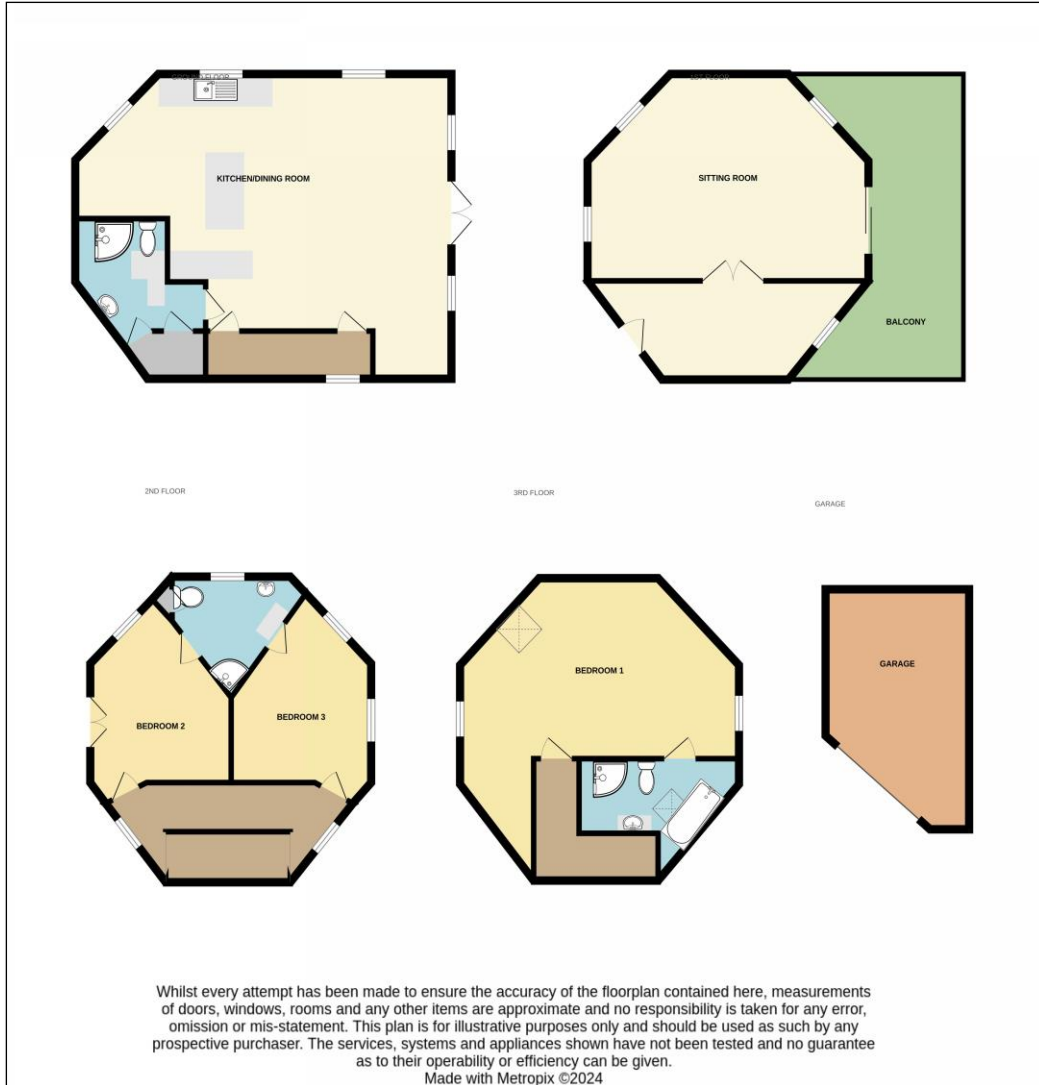 GROUND FLOOR
1ST FLOOR
KITCHEN/DINING ROOM
SITTING ROOM
BALCONY
2ND FLOOR
3RD FLOOR
GARAGE
BEDROOM 2
BEDROOM 3
BEDROOM 1
GARAGE
Whilst every attempt has been made to ensure the accuracy of the floorplan contained here, measurements
of doors, windows, rooms and any other items are approximate and no responsibility is taken for any error,
omission or mis-statement. This plan is for illustrative purposes only and should be used as such by any
prospective purchaser. The services, systems and appliances shown have not been tested and no guarantee
as to their operability or efficiency can be given.
Made with Metropix ©2024